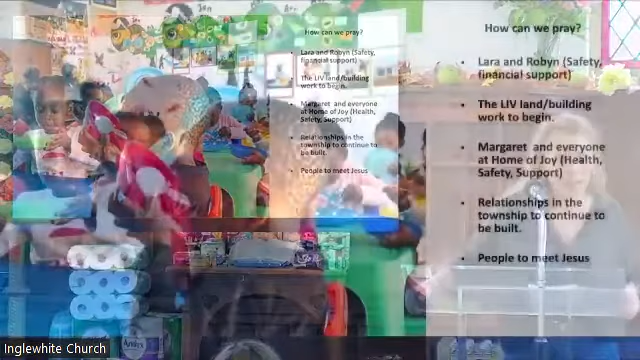 How can we pray?
Lara and Robyn (Safety,
financial support)
The LIV land/building
work to begin.
Margaret and everyone
at Home of Joy (Health,
Safety, Support)
Relationships in the
township to continue to
be built.
People to meet Jesus
How can we pray?
Lara and Robyn (Safety,
financial support)
The LIV land/building
work to begin.
Margaret and everyone
at Home of Joy (Health,
Safety, Support)
Relationships in the
township to continue to
be built.
People to meet Jesus
Andrex
Inglewhite Church